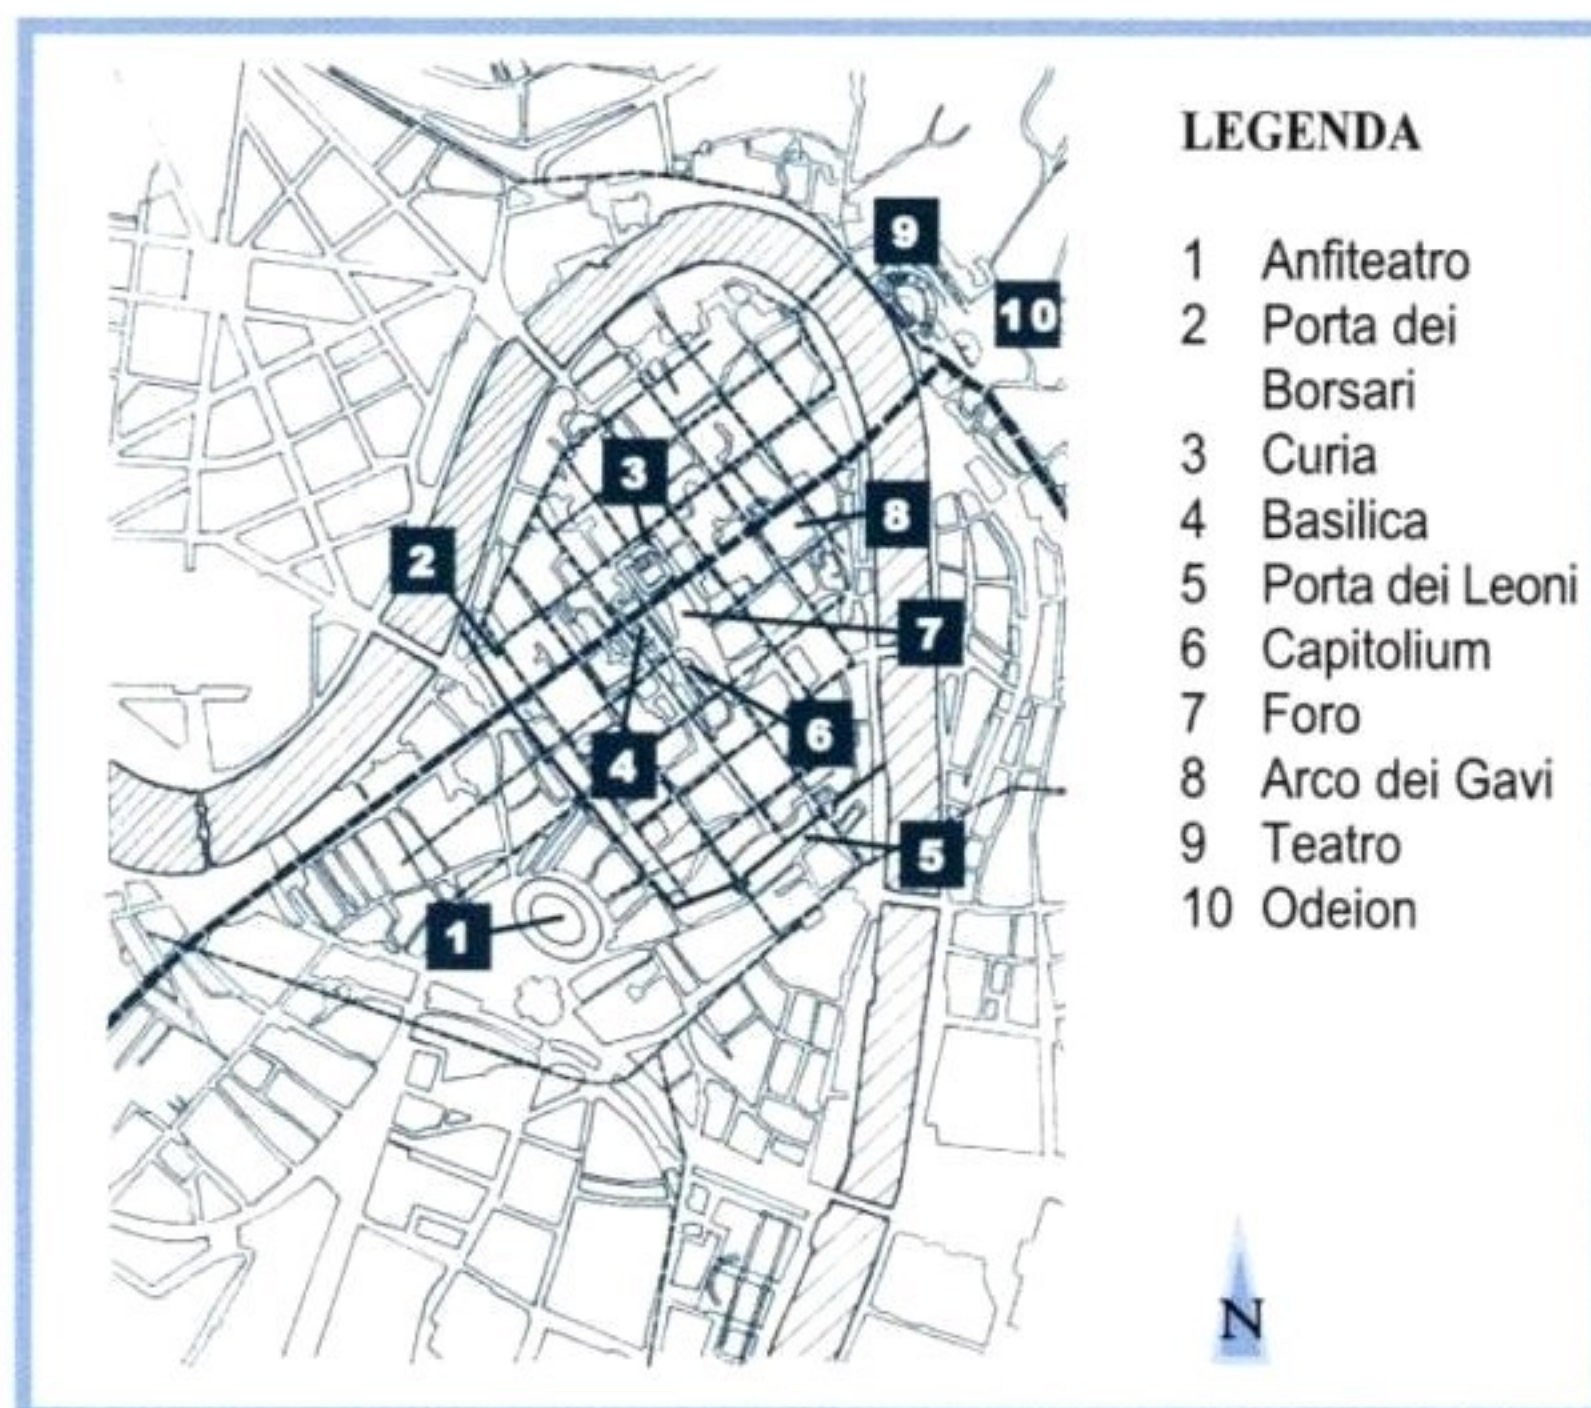 LEGENDA
1 Anfiteatro
2 Porta dei
Borsari
3 Curia
4 Basilica
5 Porta dei Leoni
6 Capitolium
7 Foro
8 Arco dei Gavi
9 Teatro
10 Odeion
9
10
3
8
2
7
6
4
5
1
N